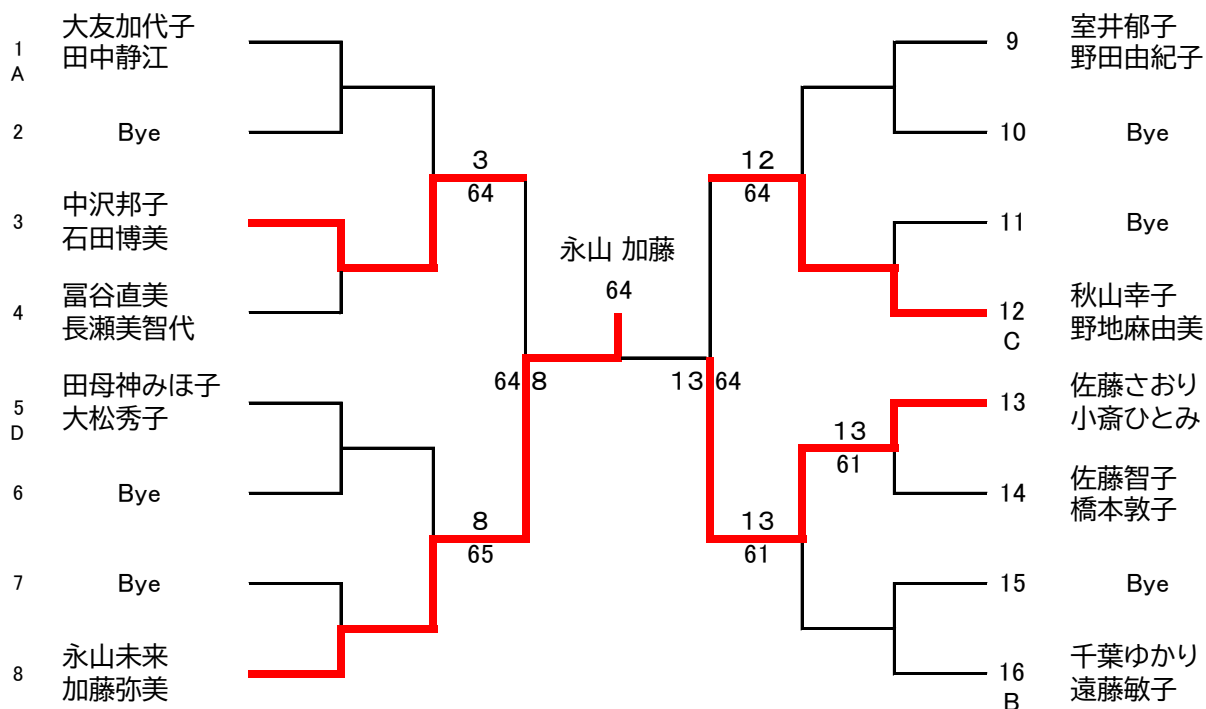 大友加代子
1
田中静江
A
2
Bye
3
中沢邦子
石田博美
4
冨谷直美
長瀬美智代
田母神みほ子
5
大松秀子
D
6
Bye
7
Bye
8
永山未来
加藤弥美
3
64
8
65
64 8
永山 加藤
64
13 64
12
64
13
61
13
61
9
室井郁子
野田由紀子
10
Bye
11
Bye
12
秋山幸子
野地麻由美
C
13
佐藤さおり
小斎ひとみ
14
佐藤智子
橋本敦子
15
Bye
16
千葉ゆかり
遠藤敏子
B